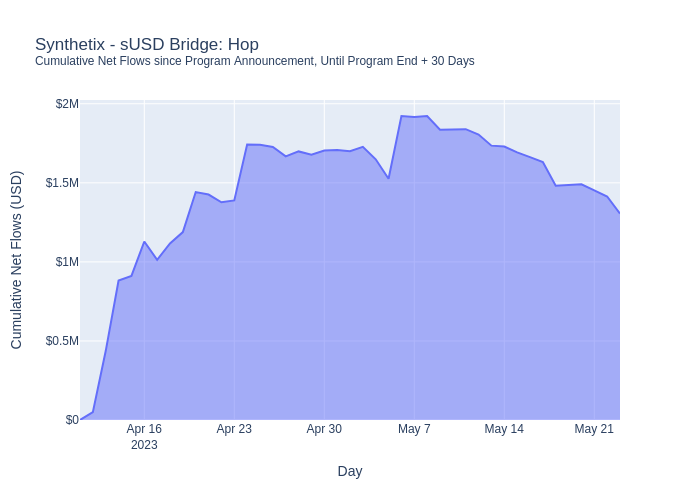 Synthetix - sUSD Bridge: Hop
Cumulative Net Flows since Program Announcement, Until Program End + 30 Days
Cumulative Net Flows (USD)
$2M
$1.5M
$1M
$0.5M
$0
Apr 16
2023
Apr 23
Apr 30
May 7
May 14
May 21
Day